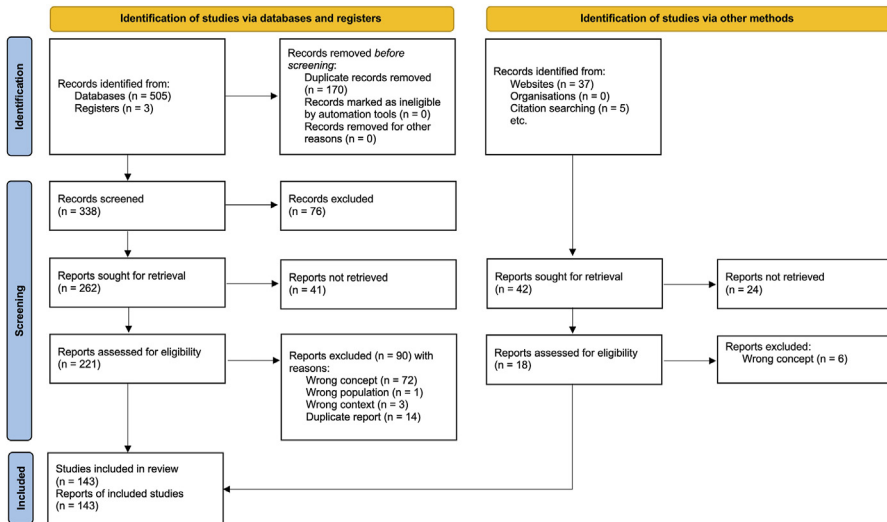 Identification of studies via databases and registers
Identification of studies via other methods
Identification
Records identified from:
Databases (n = 505)
Registers (n = 3)
Records removed before
screening:
Duplicate records removed
(n = 170)
Records marked as ineligible
by automation tools (n = 0)
Records removed for other
reasons (n = 0)
Records identified from:
Websites (n = 37)
Organisations (n = 0)
Citation searching (n = 5)
etc.
Screening
Records screened
(n = 338)
Records excluded
(n = 76)
Reports sought for retrieval
(n = 262)
Reports not retrieved
(n = 41)
Reports sought for retrieval
(n = 42)
Reports not retrieved
(n = 24)
Reports assessed for eligibility
(n = 221)
Reports excluded (n = 90) with
reasons:
Wrong concept (n = 72)
Wrong population (n = 1)
Wrong context (n = 3)
Duplicate report (n = 14)
Reports assessed for eligibility
(n = 18)
Reports excluded:
Wrong concept (n = 6)
Included
Studies included in review
(n = 143)
Reports of included studies
(n = 143)